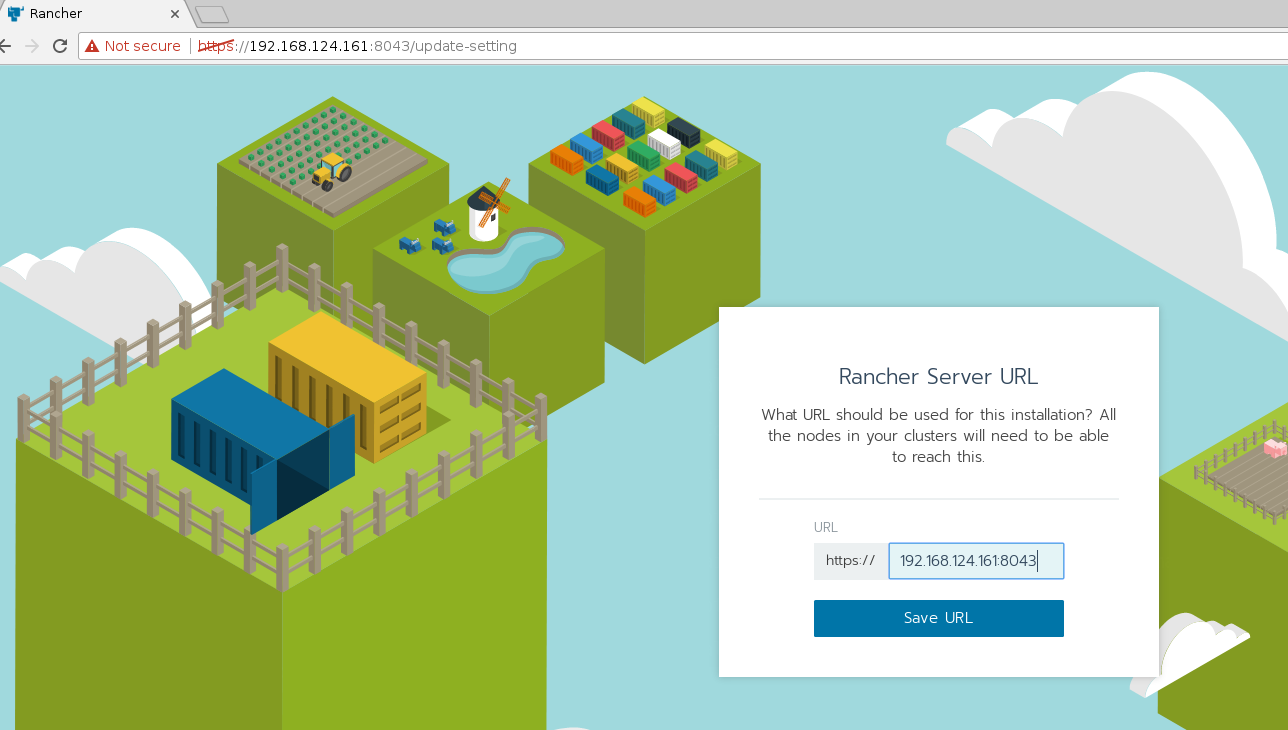 Rancher
Not secure https://192.168.124.161:8043/update-setting
Rancher Server URL
What URL should be used for this installation? All
the nodes in your clusters will need to be able
to reach this.
URL
https:// 192.168.124.161:8043
Save URL